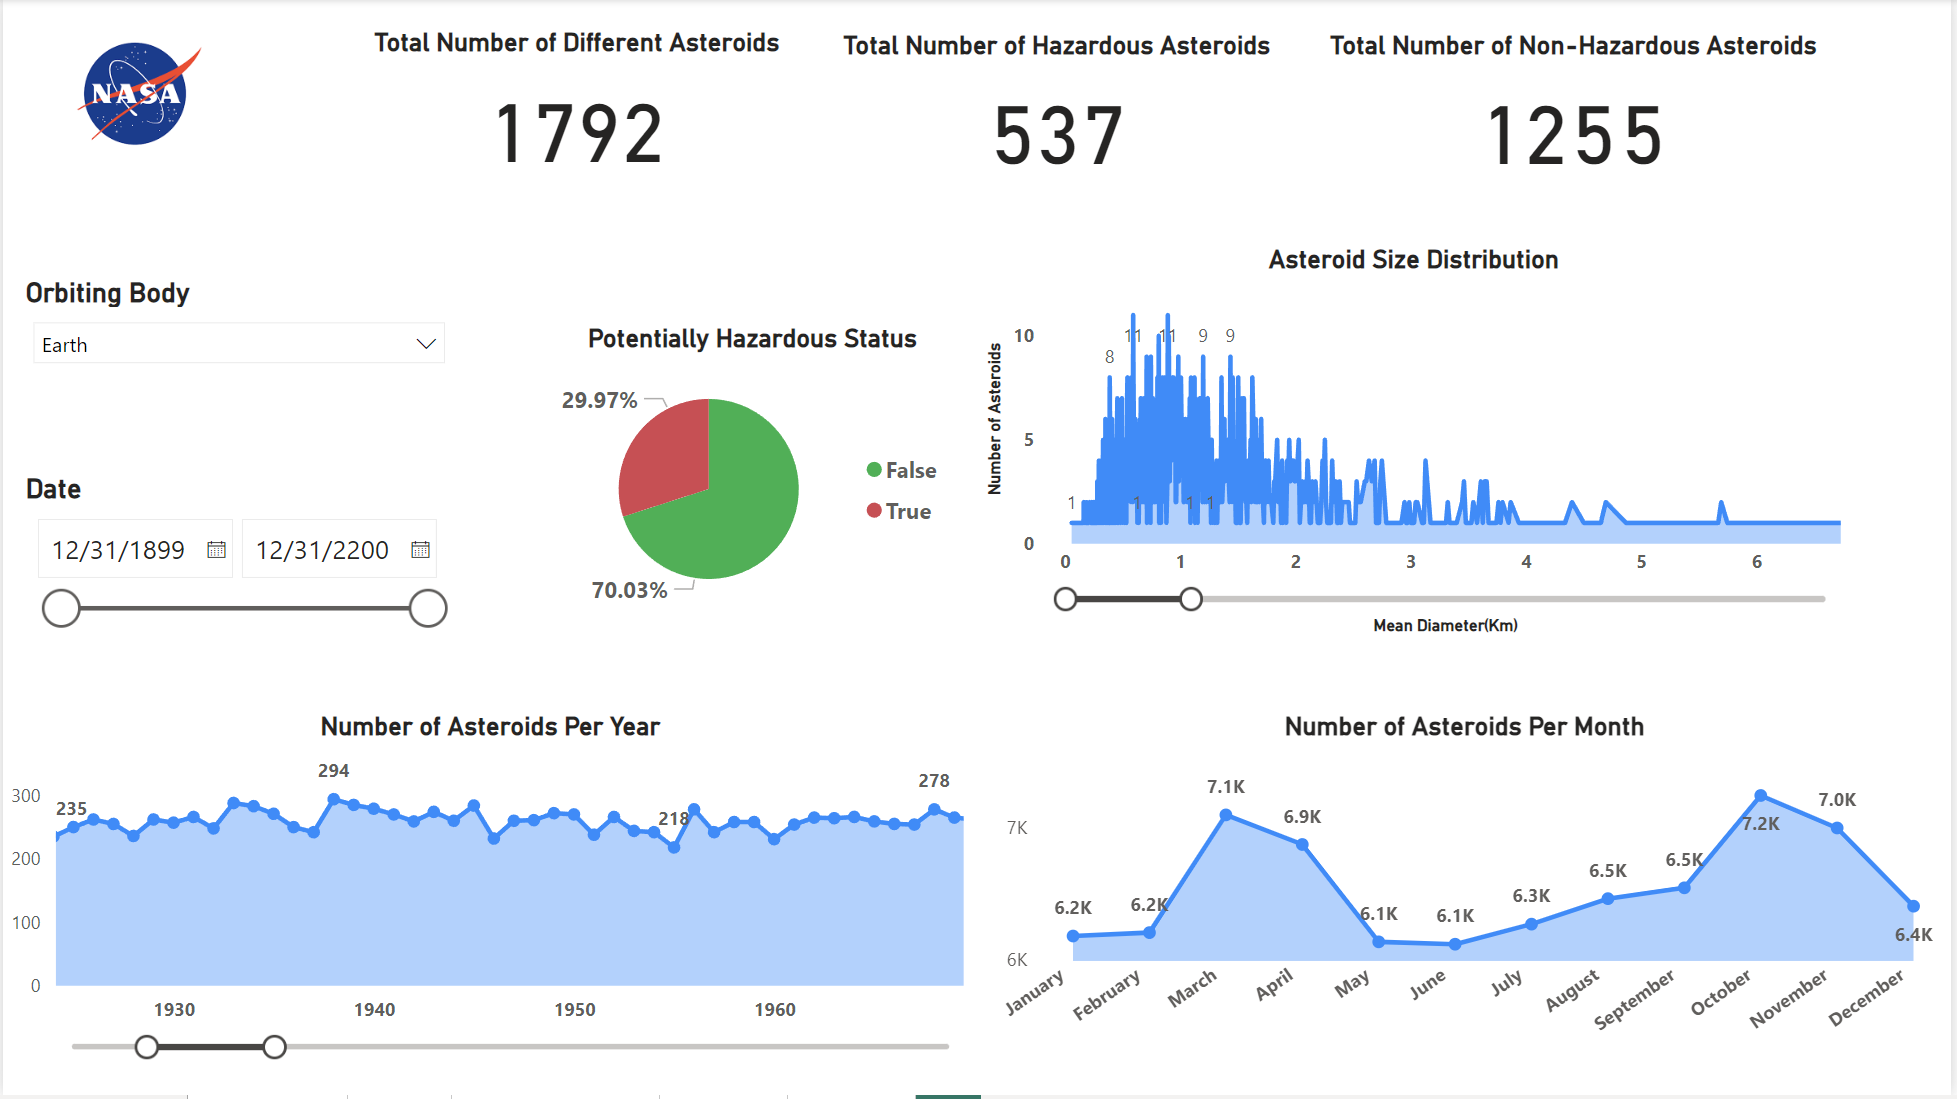 NASA
Total Number of Different Asteroids
1792
Total Number of Hazardous Asteroids
537
Total Number of Non-Hazardous Asteroids
1255
Orbiting Body
Earth
Date
12/31/1899
12/31/2200
Potentially Hazardous Status
29.97%
70.03%
False
True
Asteroid Size Distribution
Number of Asteroids
10
5
0
1
8
11
11
9
9
1
1
1
0 1 2 3 4 5 6
Mean Diameter(Km)
Number of Asteroids Per Year
300
200
100
0
235
294
218
278
1930 1940 1950 1960
Number of Asteroids Per Month
7K
6K
6.2K
6.2K
7.1K
6.9K
6.1K
6.1K
6.3K
6.5K
6.5K
7.2K
7.0K
6.4K
January
February
March
April
May
June
July
August
September
October
November
December